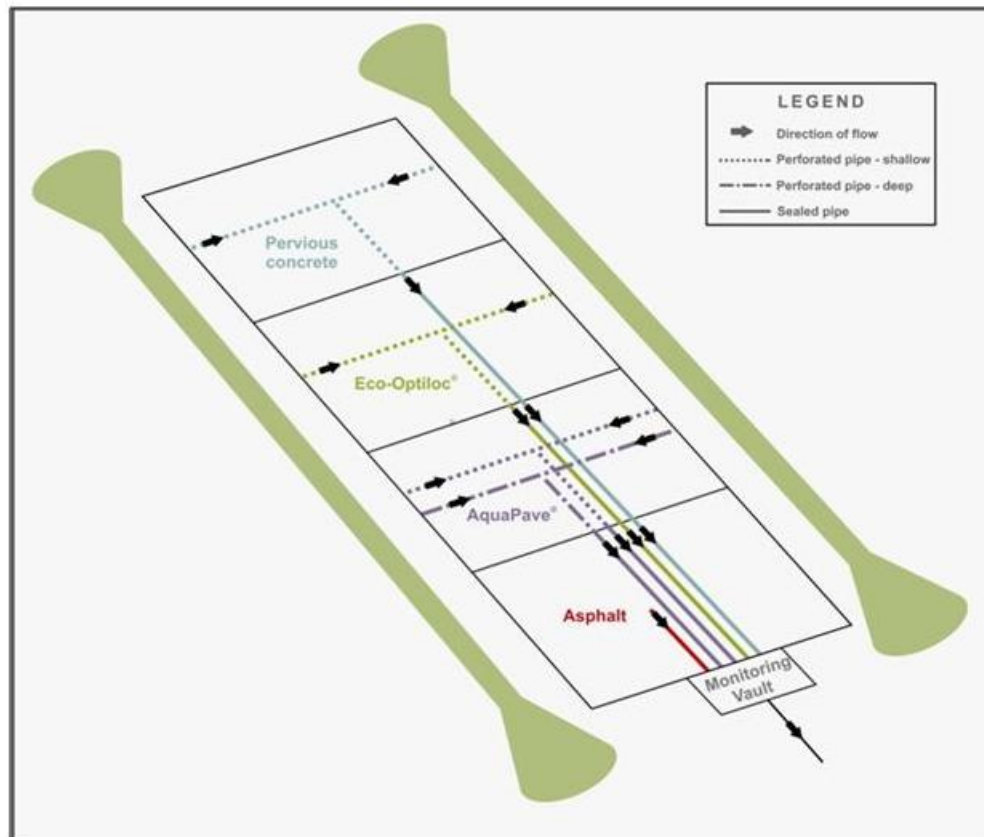 LEGEND
Direction of flow
Perforated pipe - shallow
Perforated pipe - deep
Sealed pipe
Pervious
concrete
Eco-Optiloc®
AquaPave®
Asphalt
Monitoring
Vault